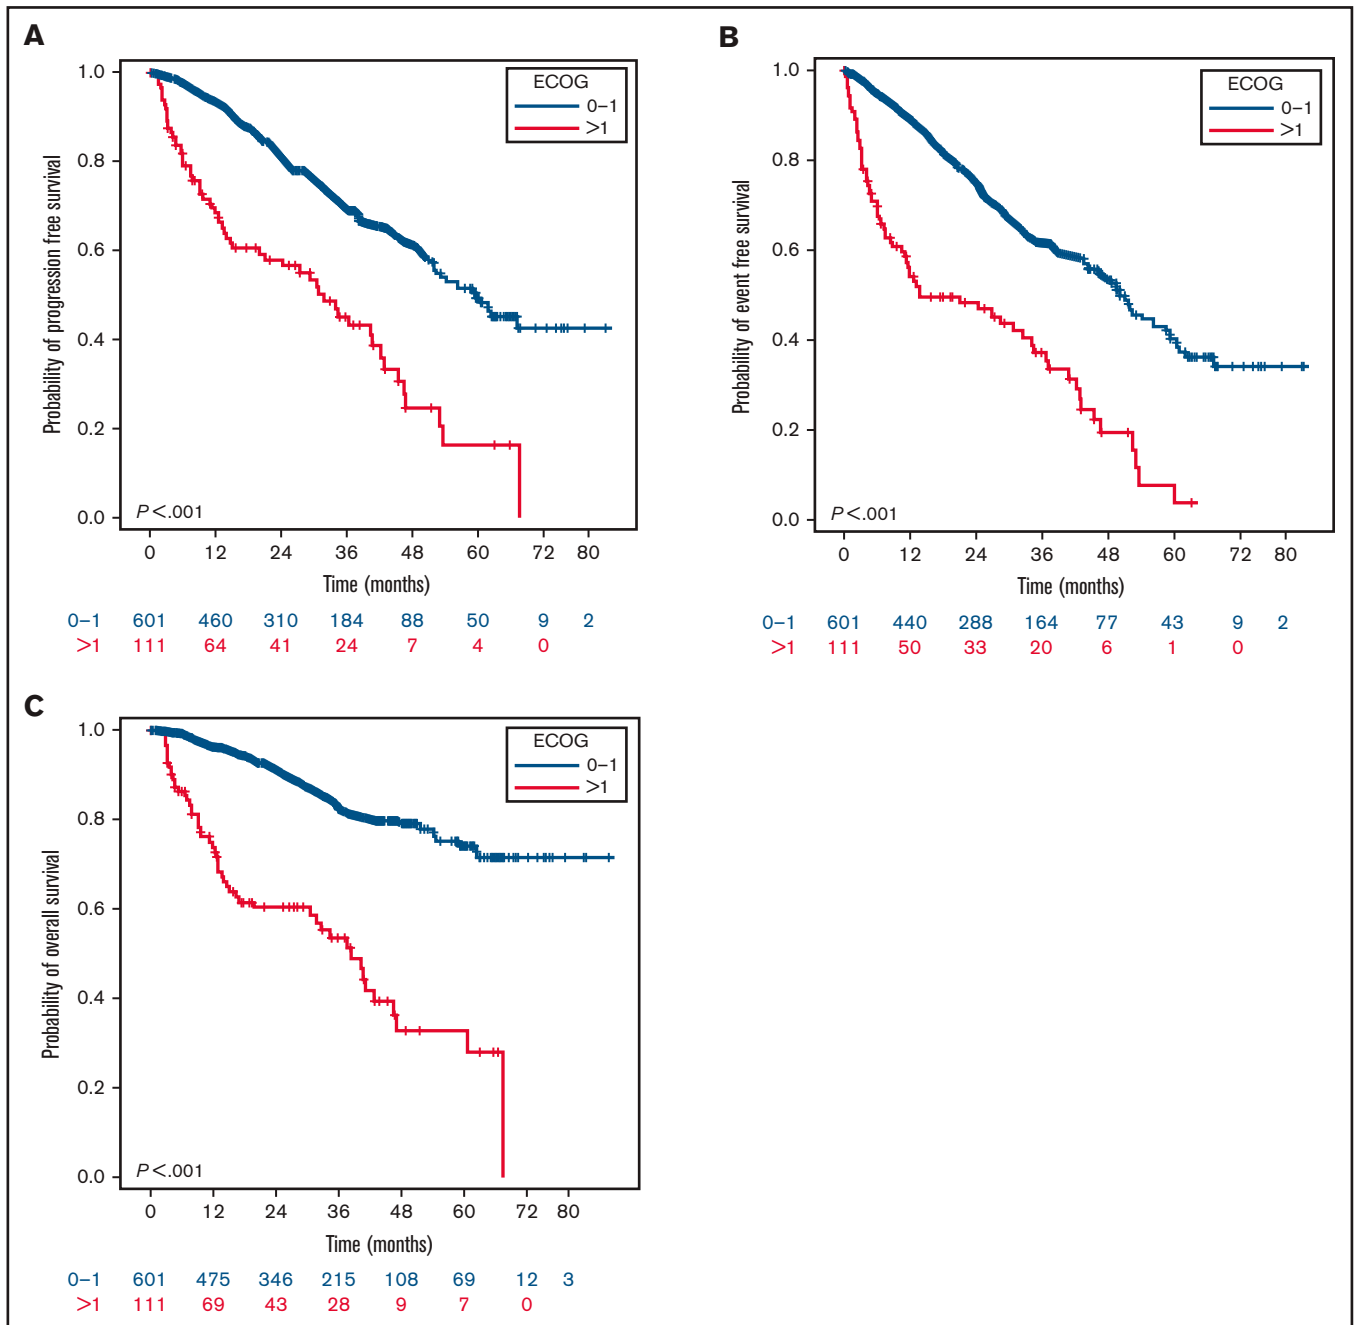 A
Probability of progression free survival
1.0
0.8
0.6
0.4
0.2
0.0
ECOG
0–1
>1
P<.001
0 12 24 36 48 60 72 80
Time (months)
0–1 601 460 310 184 88 50 9 2
>1 111 64 41 24 7 4 0
B
Probability of event free survival
1.0
0.8
0.6
0.4
0.2
0.0
ECOG
0–1
>1
P<.001
0 12 24 36 48 60 72 80
Time (months)
0–1 601 440 288 164 77 43 9 2
>1 111 50 33 20 6 1 0
C
Probability of overall survival
1.0
0.8
0.6
0.4
0.2
0.0
ECOG
0–1
>1
P<.001
0 12 24 36 48 60 72 80
Time (months)
0–1 601 475 346 215 108 69 12 3
>1 111 69 43 28 9 7 0